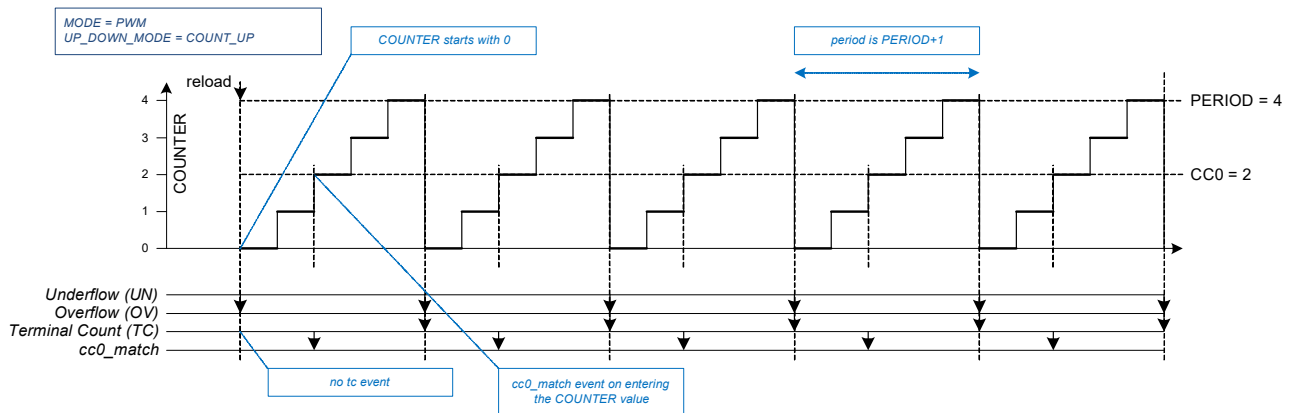 MODE = PWM
UP_DOWN_MODE = COUNT_UP
COUNTER starts with 0
period is PERIOD+1
reload
4
3
2
1
0
COUNTER
PERIOD = 4
CC0 = 2
Underflow (UN)
Overflow (OV)
Terminal Count (TC)
cc0_match
no tc event
cc0_match event on entering
the COUNTER value